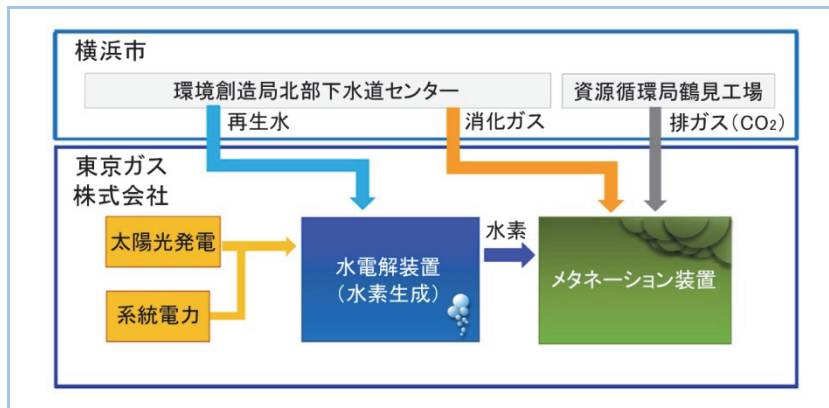 横浜市
環境創造局北部下水道センター
資源循環局鶴見工場
再生水
消化ガス
排ガス(CO₂)
東京ガス
株式会社
太陽光発電
系統電力
水電解装置
(水素生成)
水素
メタネーション装置